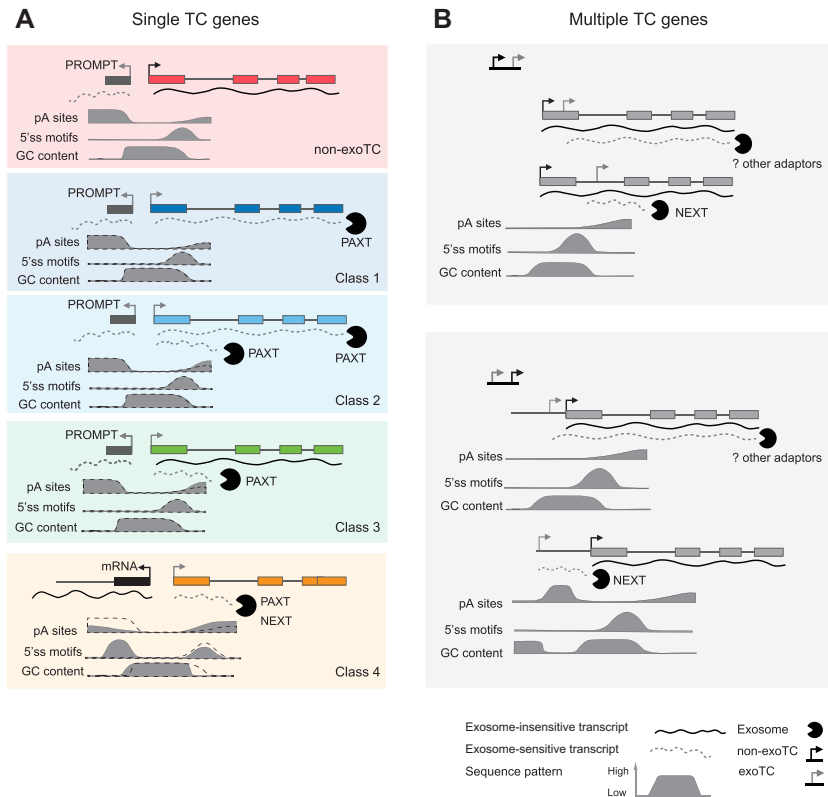 A
Single TC genes
PROMPT
pA sites
5'ss motifs
GC content
non-exoTC
PROMPT
PAXT
pA sites
5'ss motifs
GC content
Class 1
PROMPT
PAXT
PAXT
pA sites
5'ss motifs
GC content
Class 2
PROMPT
PAXT
pA sites
5'ss motifs
GC content
Class 3
mRNA
PAXT
NEXT
pA sites
5'ss motifs
GC content
Class 4
B
Multiple TC genes
? other adaptors
NEXT
pA sites
5'ss motifs
GC content
? other adaptors
pA sites
5'ss motifs
GC content
NEXT
pA sites
5'ss motifs
GC content
Exosome-insensitive transcript
Exosome
Exosome-sensitive transcript
non-exoTC
Sequence pattern
High
Low
exoTC